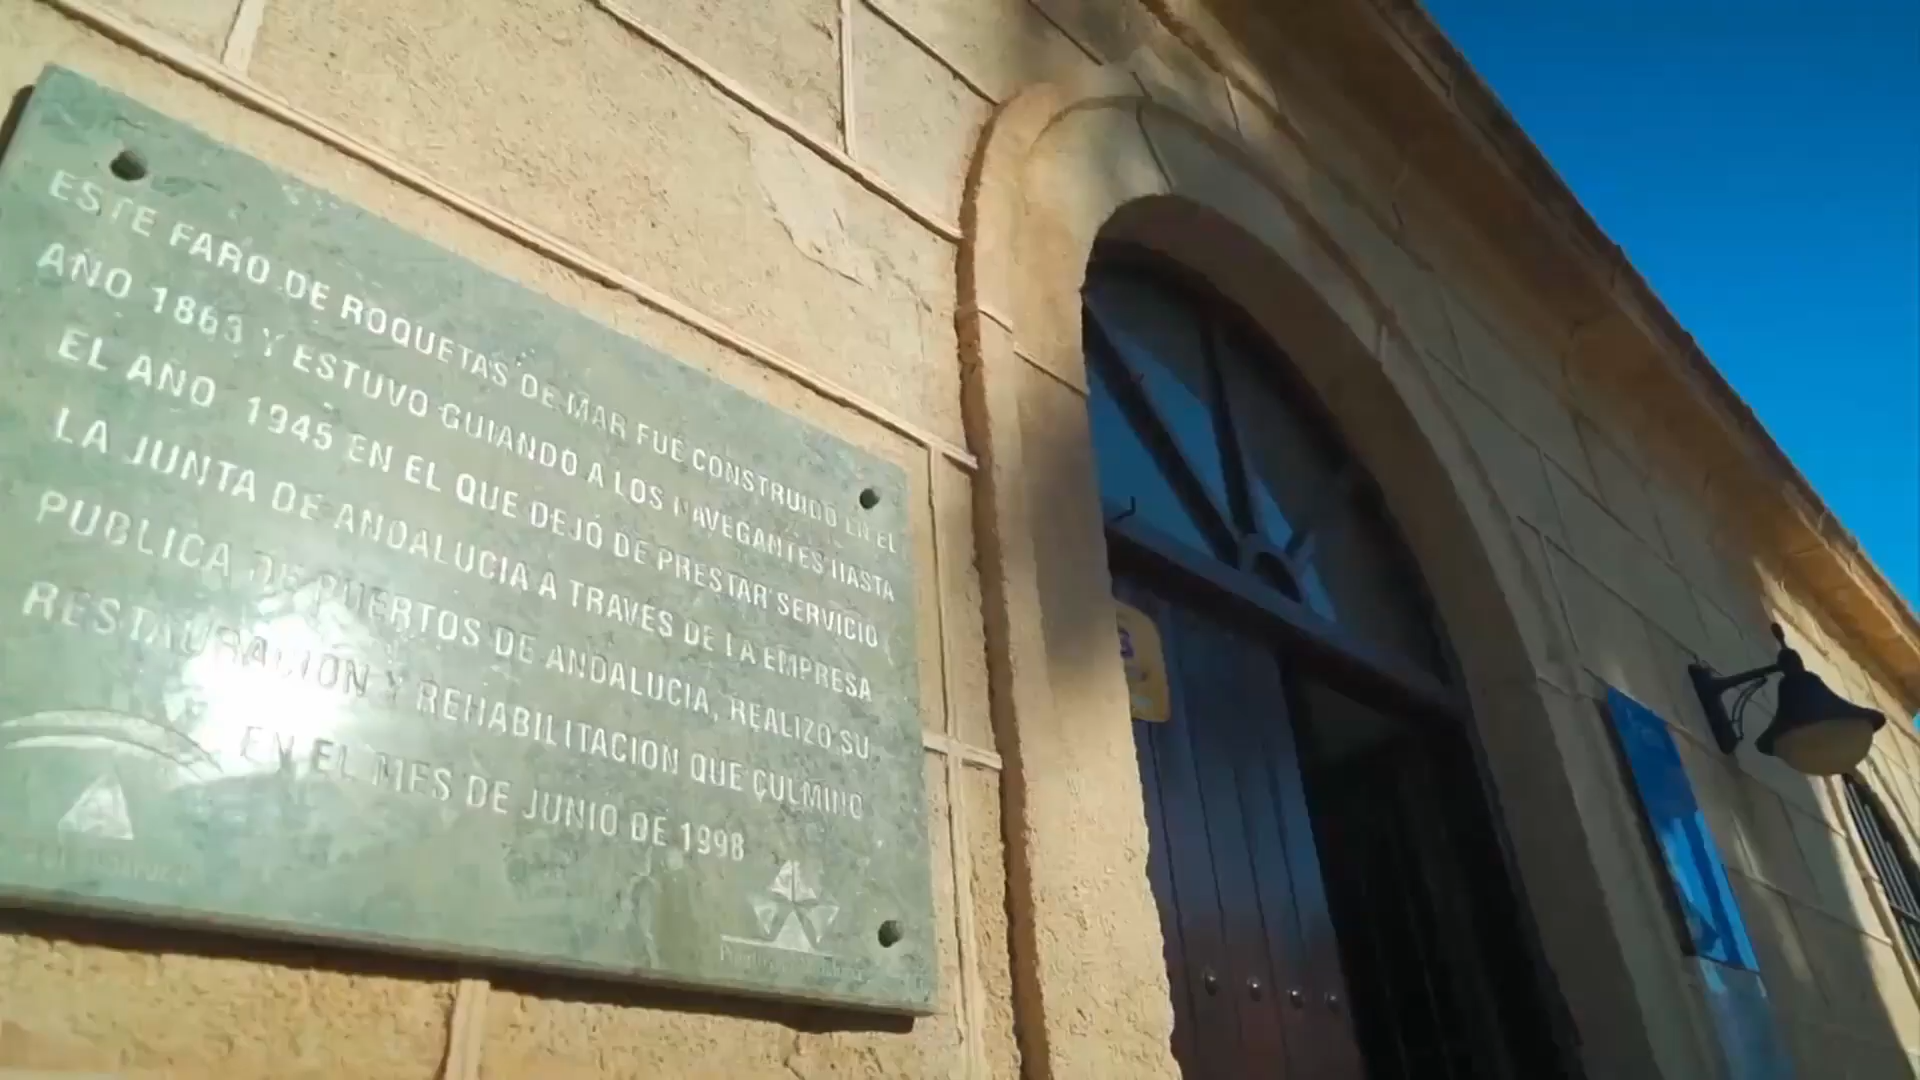 ESTE FARO DE ROQUETAS DE MAR FUÉ CONSTRUIDO EN EL
AÑO 1863 Y ESTUVO GUIANDO A LOS NAVEGANTES HASTA
EL AÑO 1945 EN EL QUE DEJÓ DE PRESTAR SERVICIO
LA JUNTA DE ANDALUCIA A TRAVES DE LA EMPRESA
PUBLICA DE PUERTOS DE ANDALUCIA, REALIZO SU
RESTAURACION Y REHABILITACION QUE CULMINO
EN EL MES DE JUNIO DE 1998